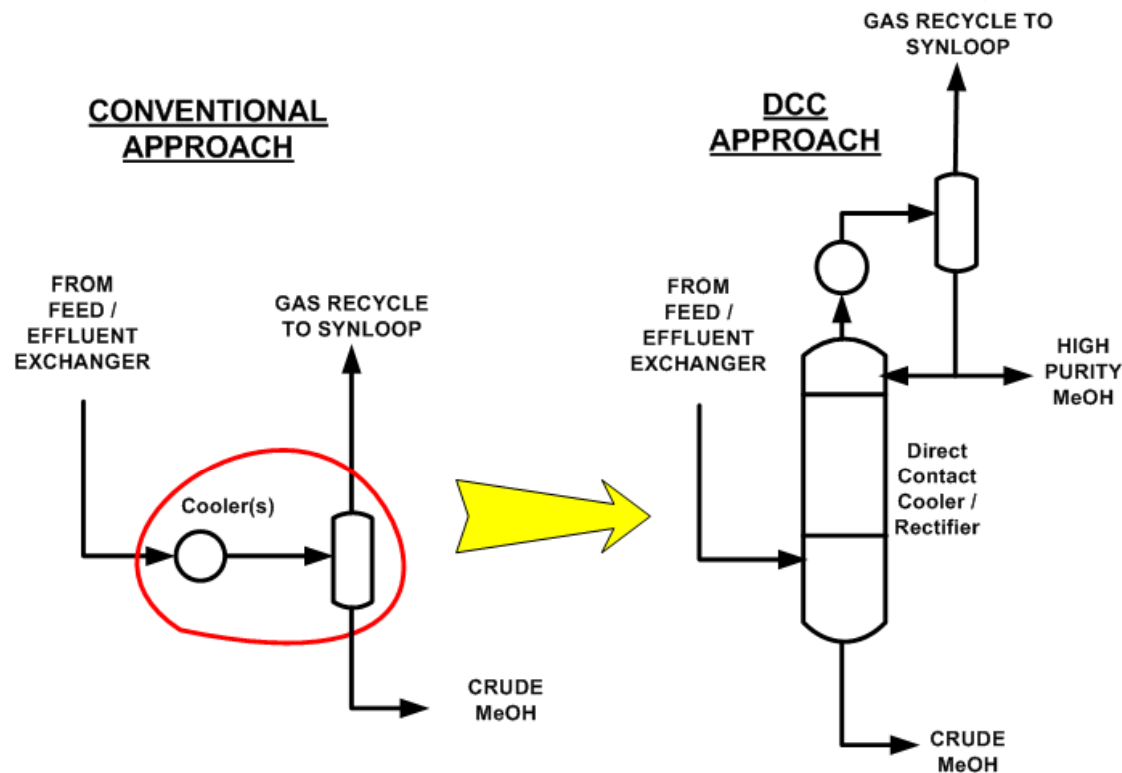 CONVENTIONAL
APPROACH
FROM
FEED /
EFFLUENT
EXCHANGER
GAS RECYCLE
TO SYNLOOP
Cooler(s)
CRUDE
MeOH
DCC
APPROACH
GAS RECYCLE TO
SYNLOOP
FROM
FEED /
EFFLUENT
EXCHANGER
HIGH
PURITY
MeOH
Direct
Contact
Cooler /
Rectifier
CRUDE
MeOH